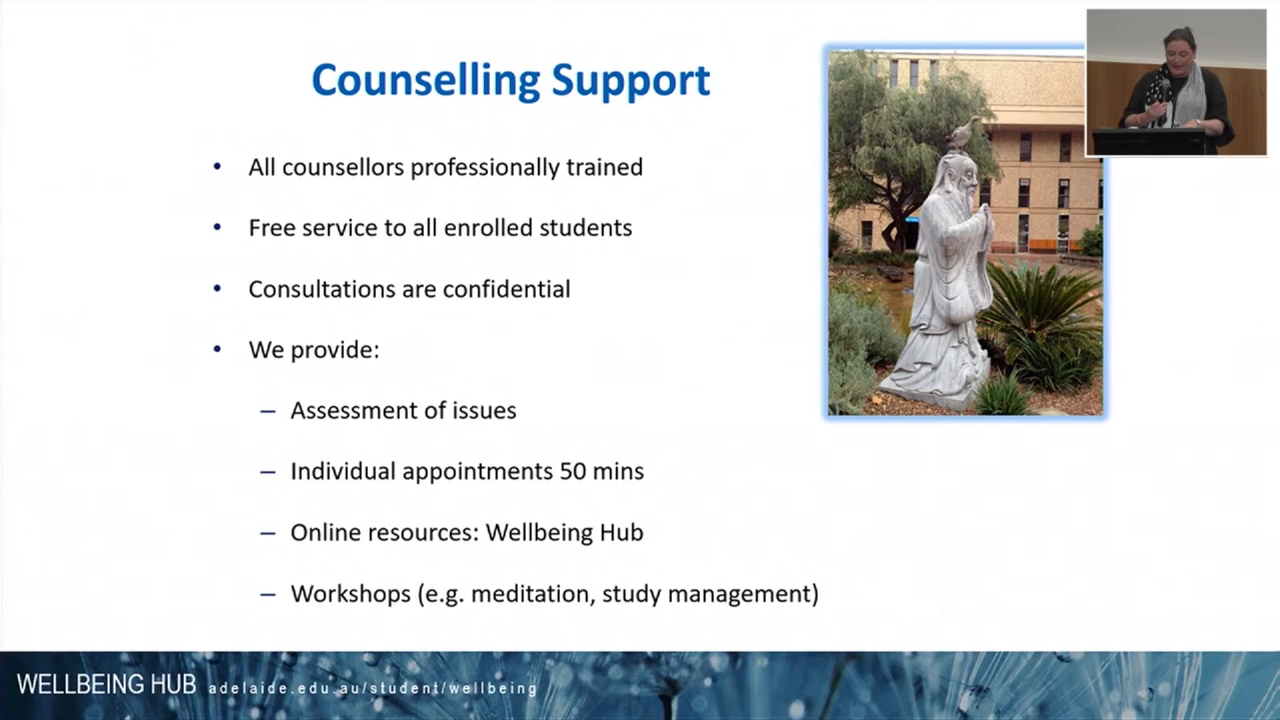 Counselling Support
• All counsellors professionally trained
• Free service to all enrolled students
• Consultations are confidential
• We provide:
– Assessment of issues
– Individual appointments 50 mins
– Online resources: Wellbeing Hub
– Workshops (e.g. meditation, study management)
WELLBEING HUB adelaide.edu.au/student/wellbeing